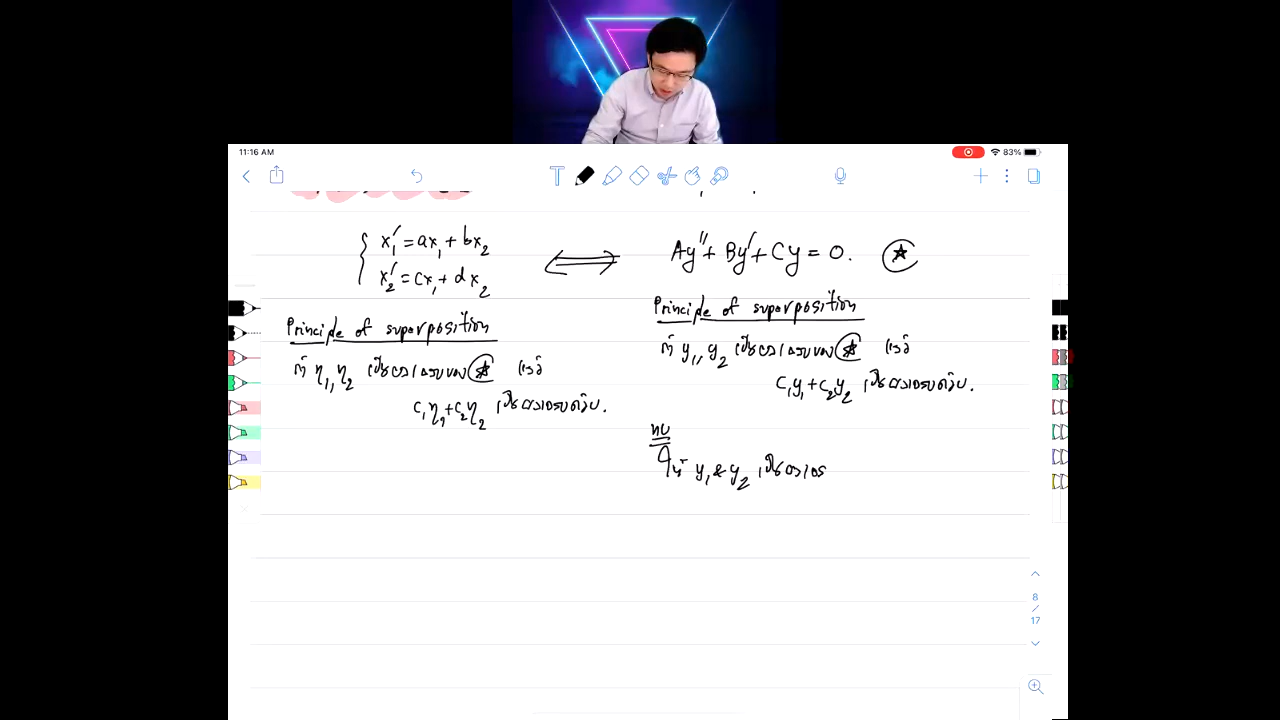 11:16 AM
83%
x₁′ = ax₁ + bx₂
x₂′ = cx₁ + dx₂
⟺
Ay″ + By′ + Cy = 0. ★
Principle of superposition
ถ้า η₁, η₂ เป็นผลเฉลยของ ★ แล้ว
c₁η₁ + c₂η₂ เป็นผลเฉลยด้วย.
Principle of superposition
ถ้า y₁, y₂ เป็นผลเฉลยของ ★ แล้ว
c₁y₁ + c₂y₂ เป็นผลเฉลยด้วย.
ถ้า y₁ & y₂ เป็นผลเฉล
8
/
17